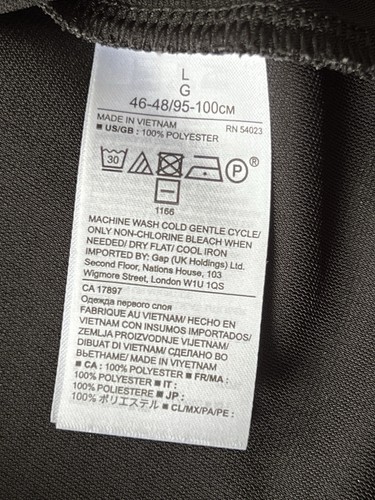 L
G
46-48/95-100CM
MADE IN VIETNAM RN 54023
■ US/GB : 100% POLYESTER
30 P ®
1166
MACHINE WASH COLD GENTLE CYCLE/
ONLY NON-CHLORINE BLEACH WHEN
NEEDED/ DRY FLAT/ COOL IRON
IMPORTED BY: Gap (UK Holdings) Ltd.
Second Floor, Nations House, 103
Wigmore Street, London W1U 1QS
CA 17897
Одежда первого слоя
FABRIQUE AU VIETNAM/ HECHO EN
VIETNAM CON INSUMOS IMPORTADOS/
ZEMLJA PROIZVODNJE VIJETNAM/
DIBUAT DI VIETNAM/ СДЕЛАНО ВО
ВЬЕТНАМЕ/ MADE IN VIYETNAM
■ CA : 100% POLYESTER ■ FR/MA :
100% POLYESTER ■ IT :
100% POLIESTERE ■ JP :
100% ポリエステル ■ CL/MX/PA/PE :